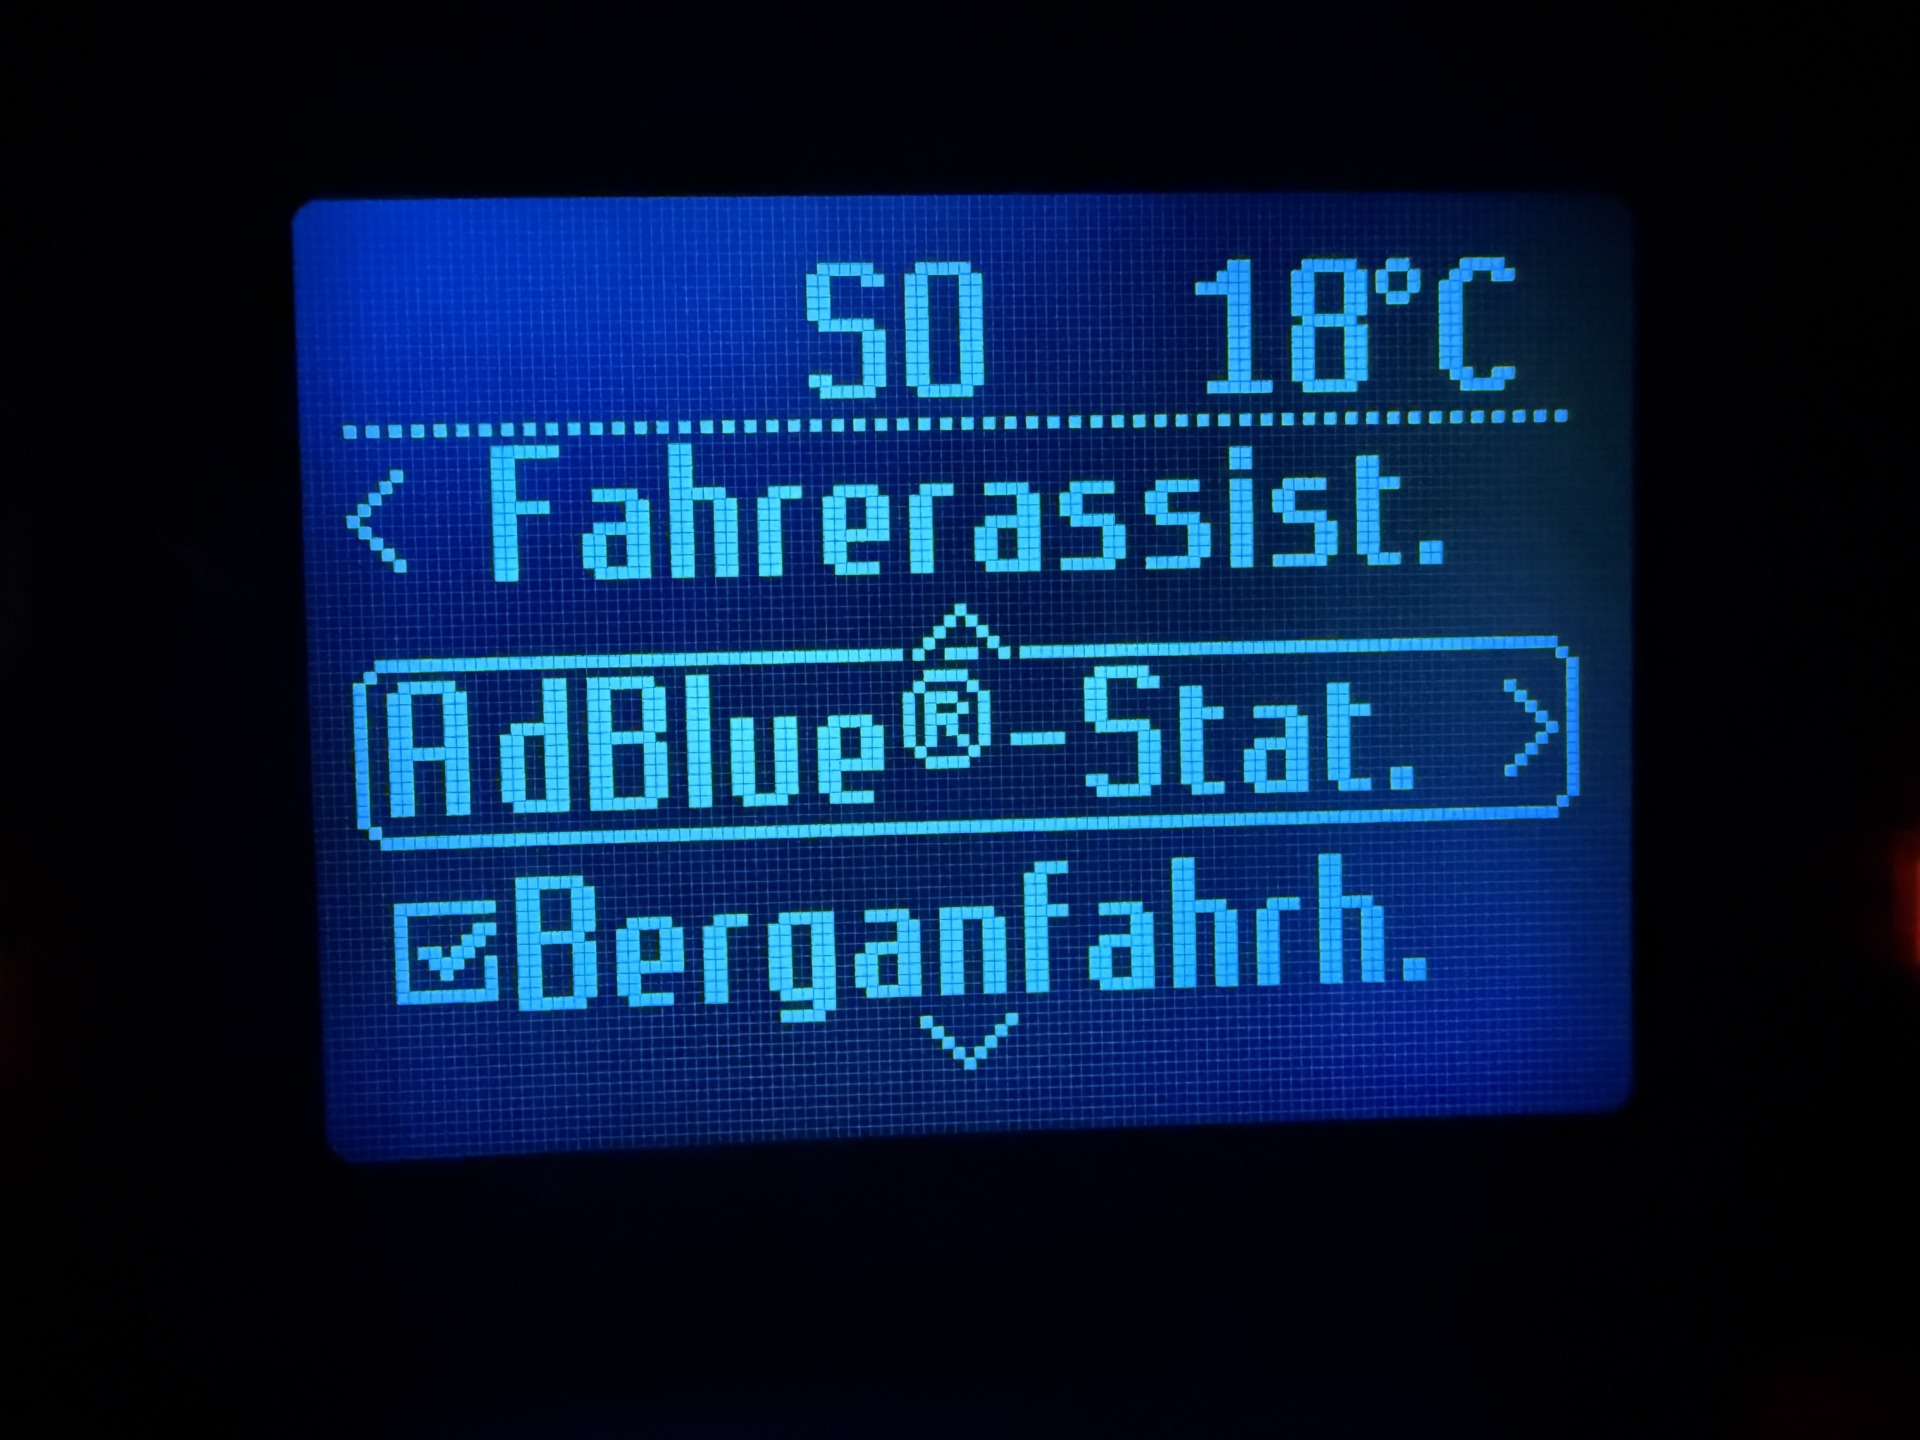 SO 18°C
< Fahrerassist.
AdBlue®-Stat. >
Berganfahrh.